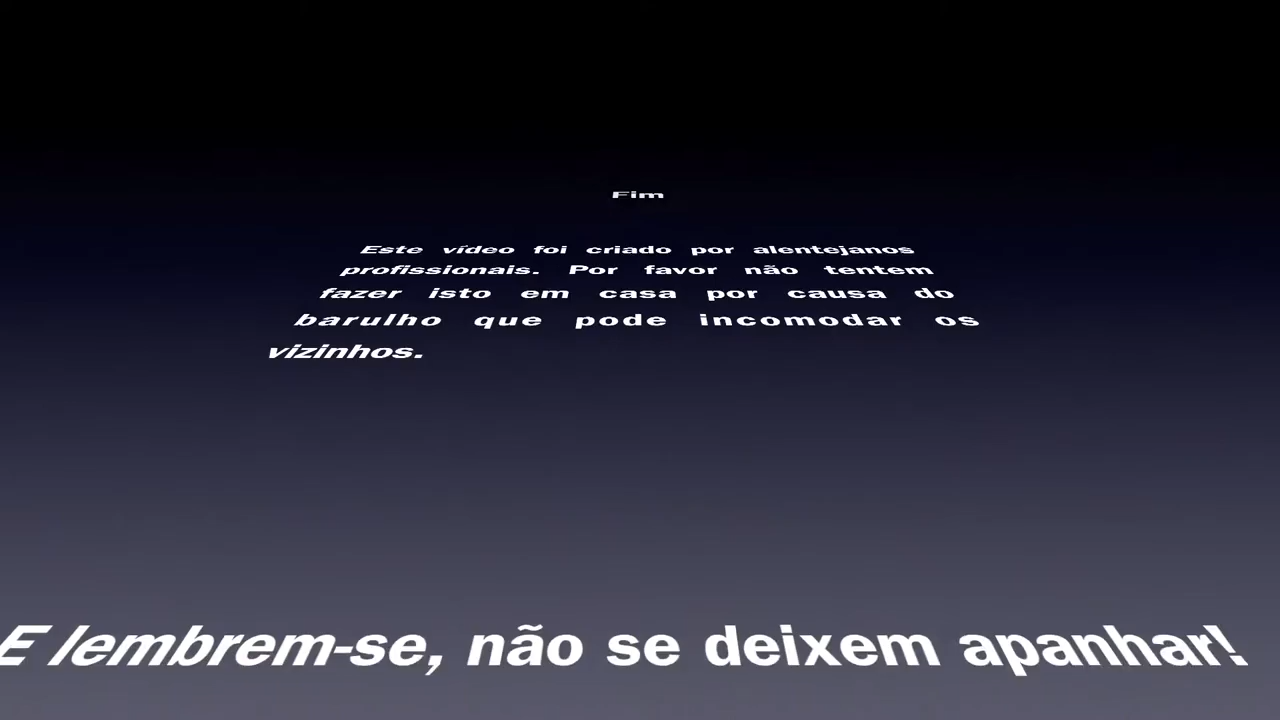 Fim
Este vídeo foi criado por alentejanos
profissionais. Por favor não tentem
fazer isto em casa por causa do
barulho que pode incomodar os
vizinhos.
E lembrem-se, não se deixem apanhar!